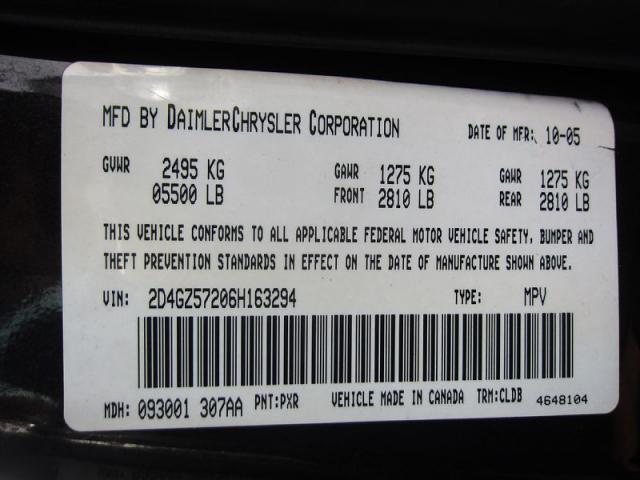 MFD BY DAIMLERCHRYSLER CORPORATION DATE OF MFR: 10-05
GVWR 2495 KG GAWR 1275 KG GAWR 1275 KG
05500 LB FRONT 2810 LB REAR 2810 LB
THIS VEHICLE CONFORMS TO ALL APPLICABLE FEDERAL MOTOR VEHICLE SAFETY, BUMPER AND
THEFT PREVENTION STANDARDS IN EFFECT ON THE DATE OF MANUFACTURE SHOWN ABOVE.
VIN: 2D4GZ57206H163294 TYPE: MPV
MDH: 093001 307AA PNT:PXR VEHICLE MADE IN CANADA TRM:CLDB 4648104